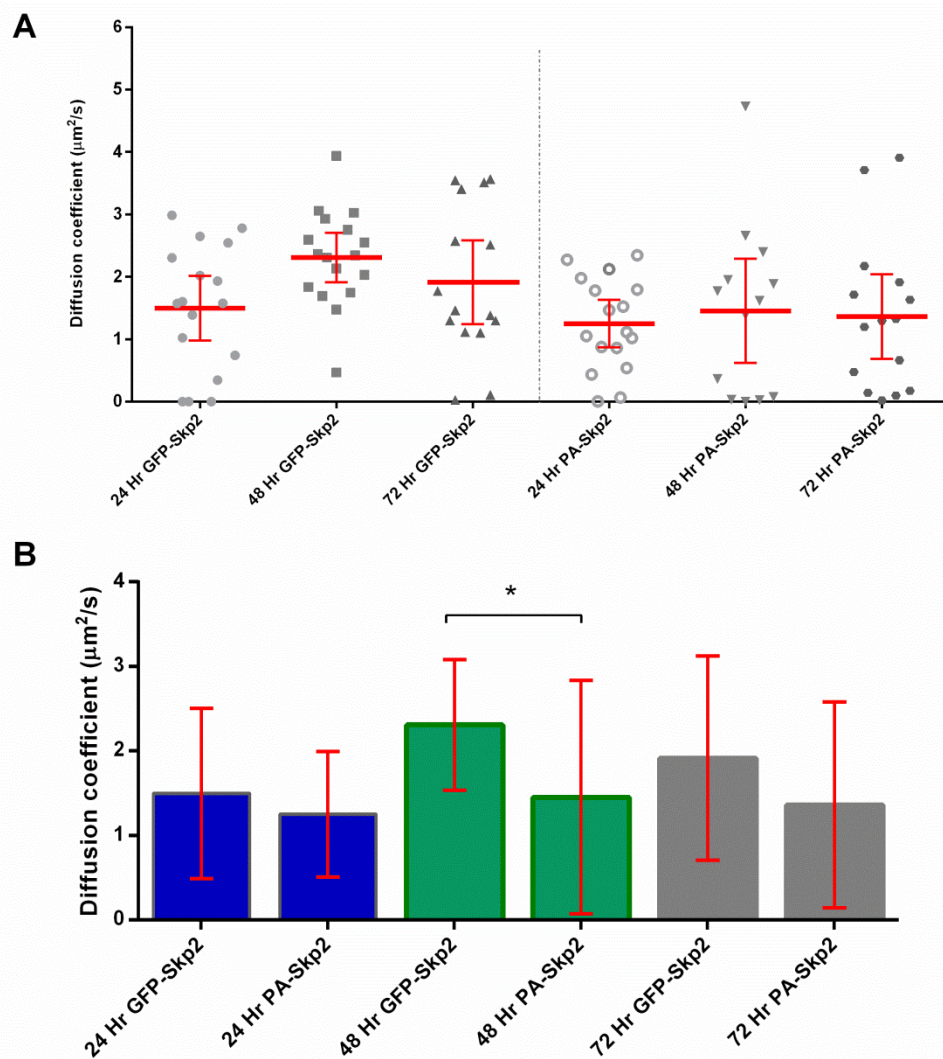 A
Diffusion coefficient (μm²/s)
6
5
4
3
2
1
0
24 Hr GFP-Skp2
48 Hr GFP-Skp2
72 Hr GFP-Skp2
24 Hr PA-Skp2
48 Hr PA-Skp2
72 Hr PA-Skp2
B
Diffusion coefficient (μm²/s)
4
3
2
1
0
*
24 Hr GFP-Skp2
24 Hr PA-Skp2
48 Hr GFP-Skp2
48 Hr PA-Skp2
72 Hr GFP-Skp2
72 Hr PA-Skp2